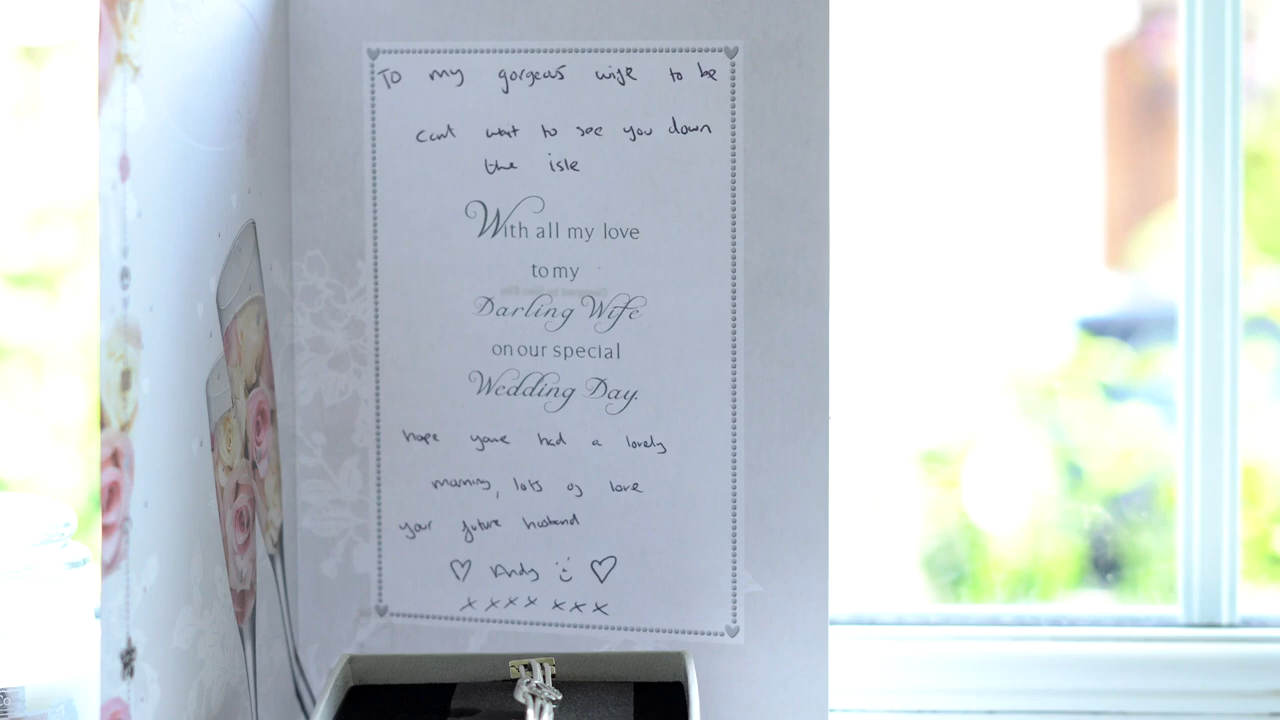 To my gorgeous wife to be
Cant wait to see you down
the isle
With all my love
to my
Darling Wife
on our special
Wedding Day.
hope youve had a lovely
morning, lots of love
your future husband
♡ Andy :) ♡
x x x x x x x